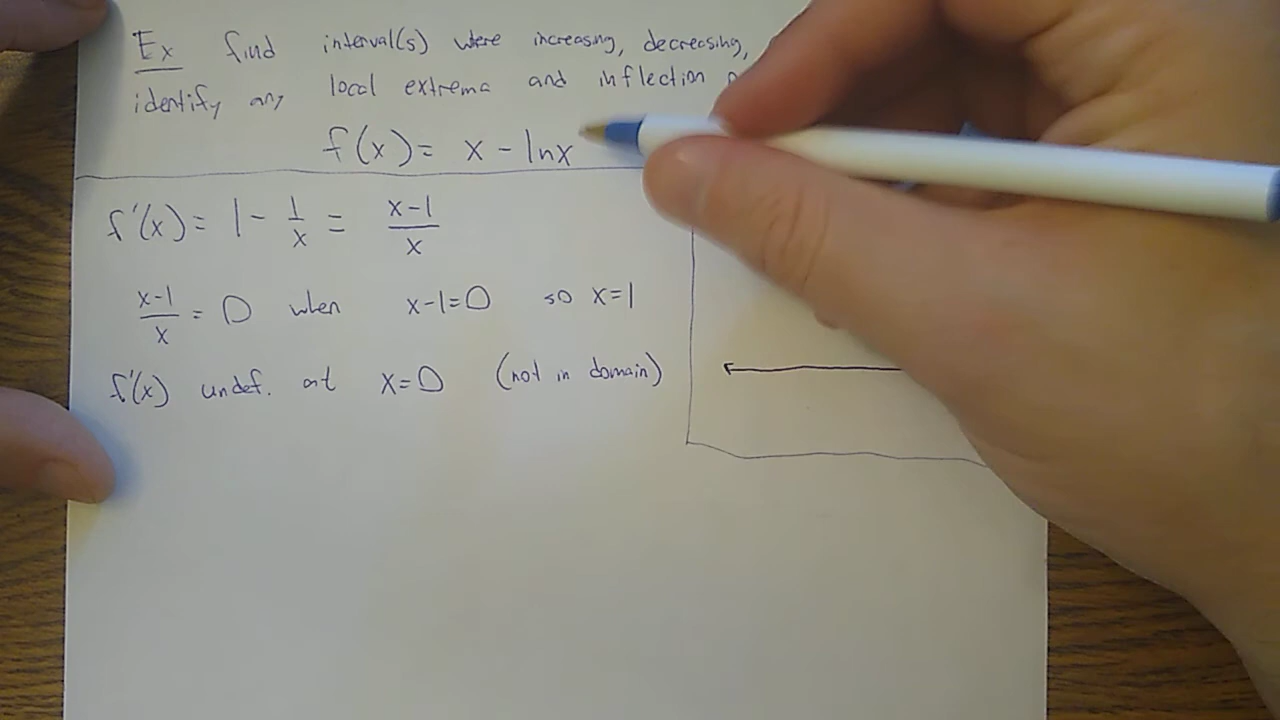 Ex find interval(s) where increasing, decreasing,
identify any local extrema and inflection
f(x) = x - lnx
f'(x) = 1 - 1/x = (x-1)/x
(x-1)/x = 0 when x-1=0 so x=1
f'(x) undef. at x=0 (not in domain)